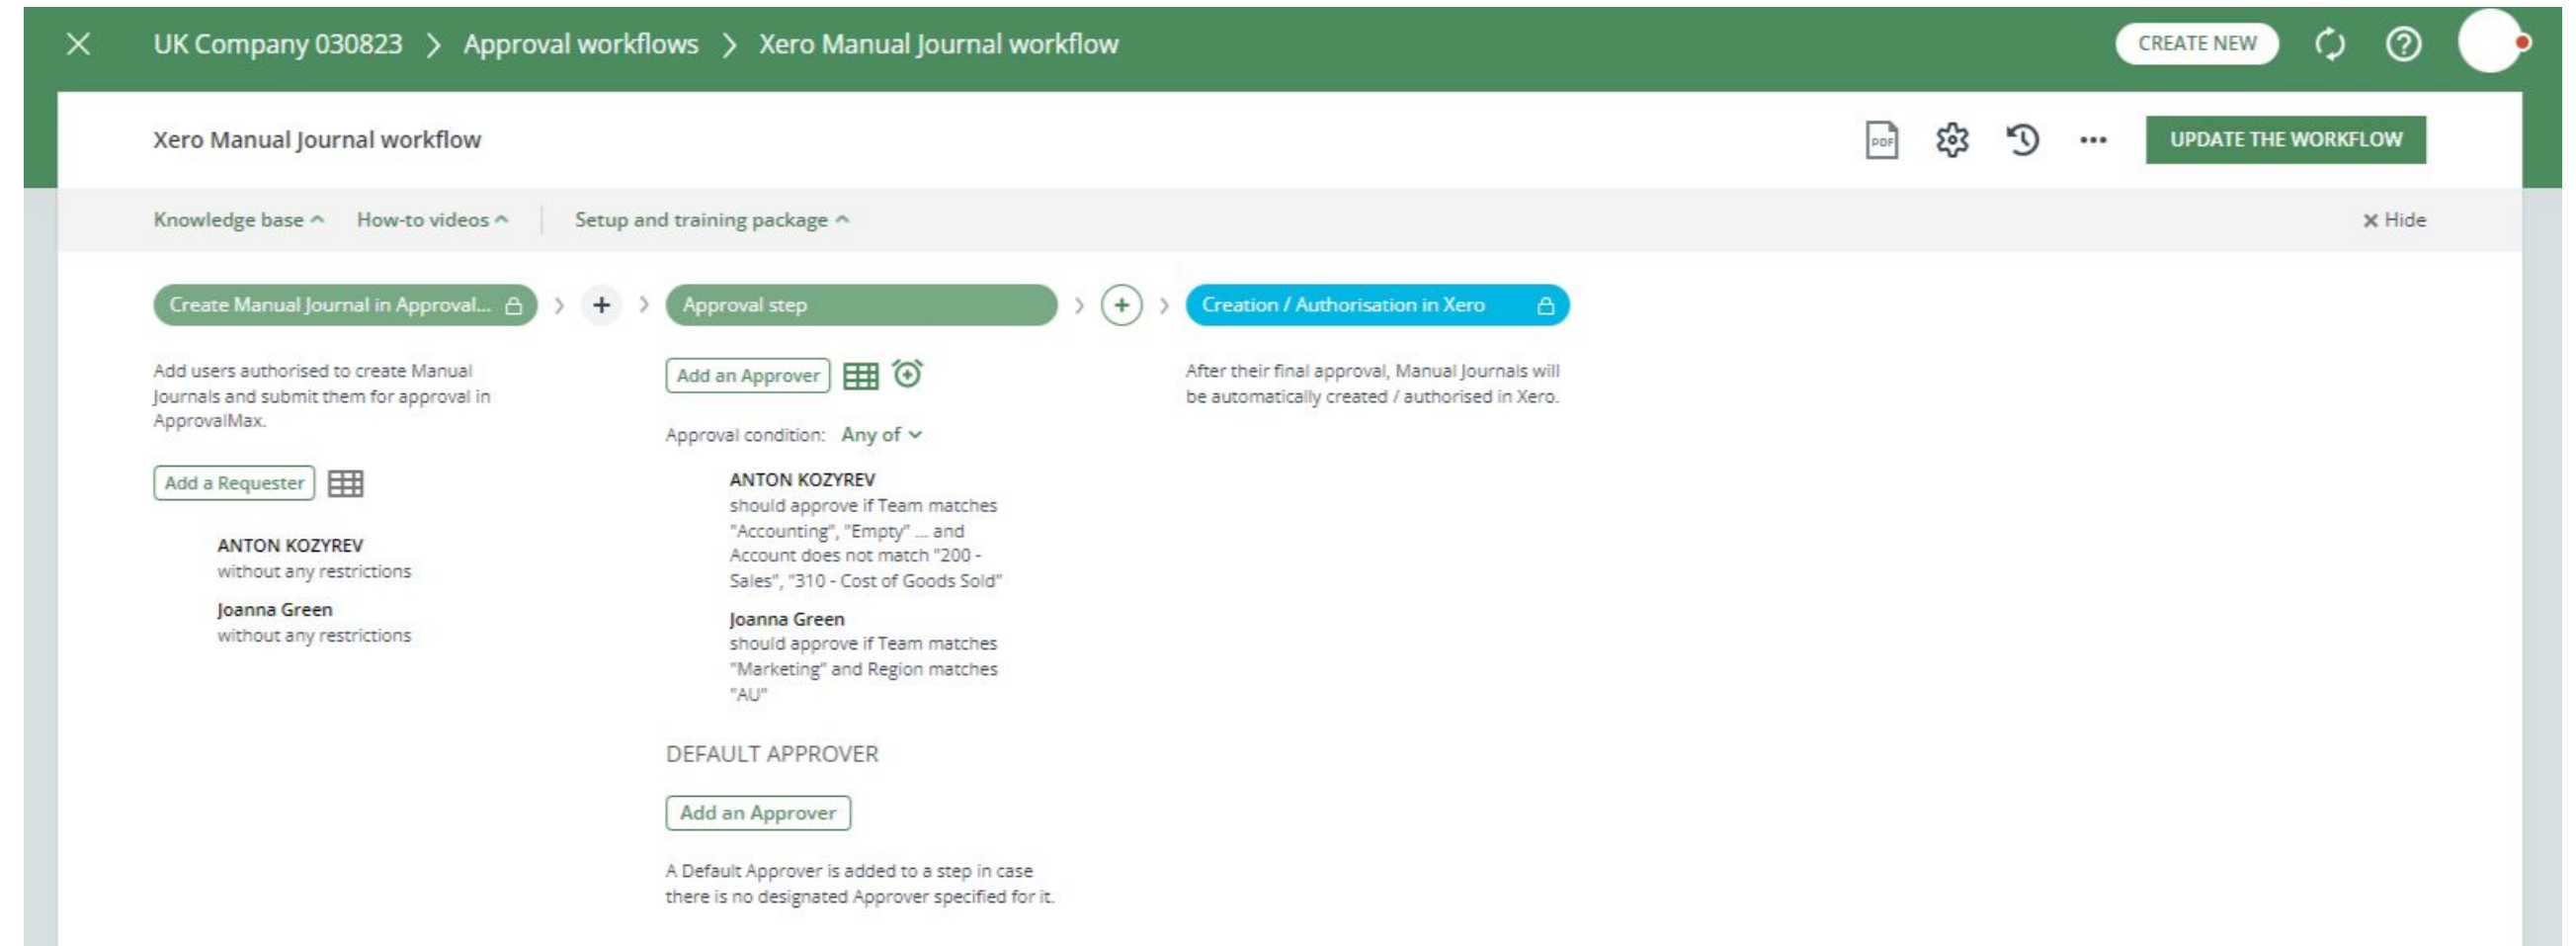 UK Company 030823 > Approval workflows > Xero Manual Journal workflow
CREATE NEW
Xero Manual Journal workflow
PDF
UPDATE THE WORKFLOW
Knowledge base
How-to videos
Setup and training package
Hide
Create Manual Journal in Approval...
Approval step
Creation / Authorisation in Xero
Add users authorised to create Manual
Journals and submit them for approval in
ApprovalMax.
Add a Requester
ANTON KOZYREV
without any restrictions
Joanna Green
without any restrictions
Add an Approver
Approval condition: Any of
ANTON KOZYREV
should approve if Team matches
"Accounting", "Empty" ... and
Account does not match "200 -
Sales", "310 - Cost of Goods Sold"
Joanna Green
should approve if Team matches
"Marketing" and Region matches
"AU"
DEFAULT APPROVER
Add an Approver
A Default Approver is added to a step in case
there is no designated Approver specified for it.
After their final approval, Manual Journals will
be automatically created / authorised in Xero.